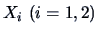 $X_i$ $(i = 1, 2)$